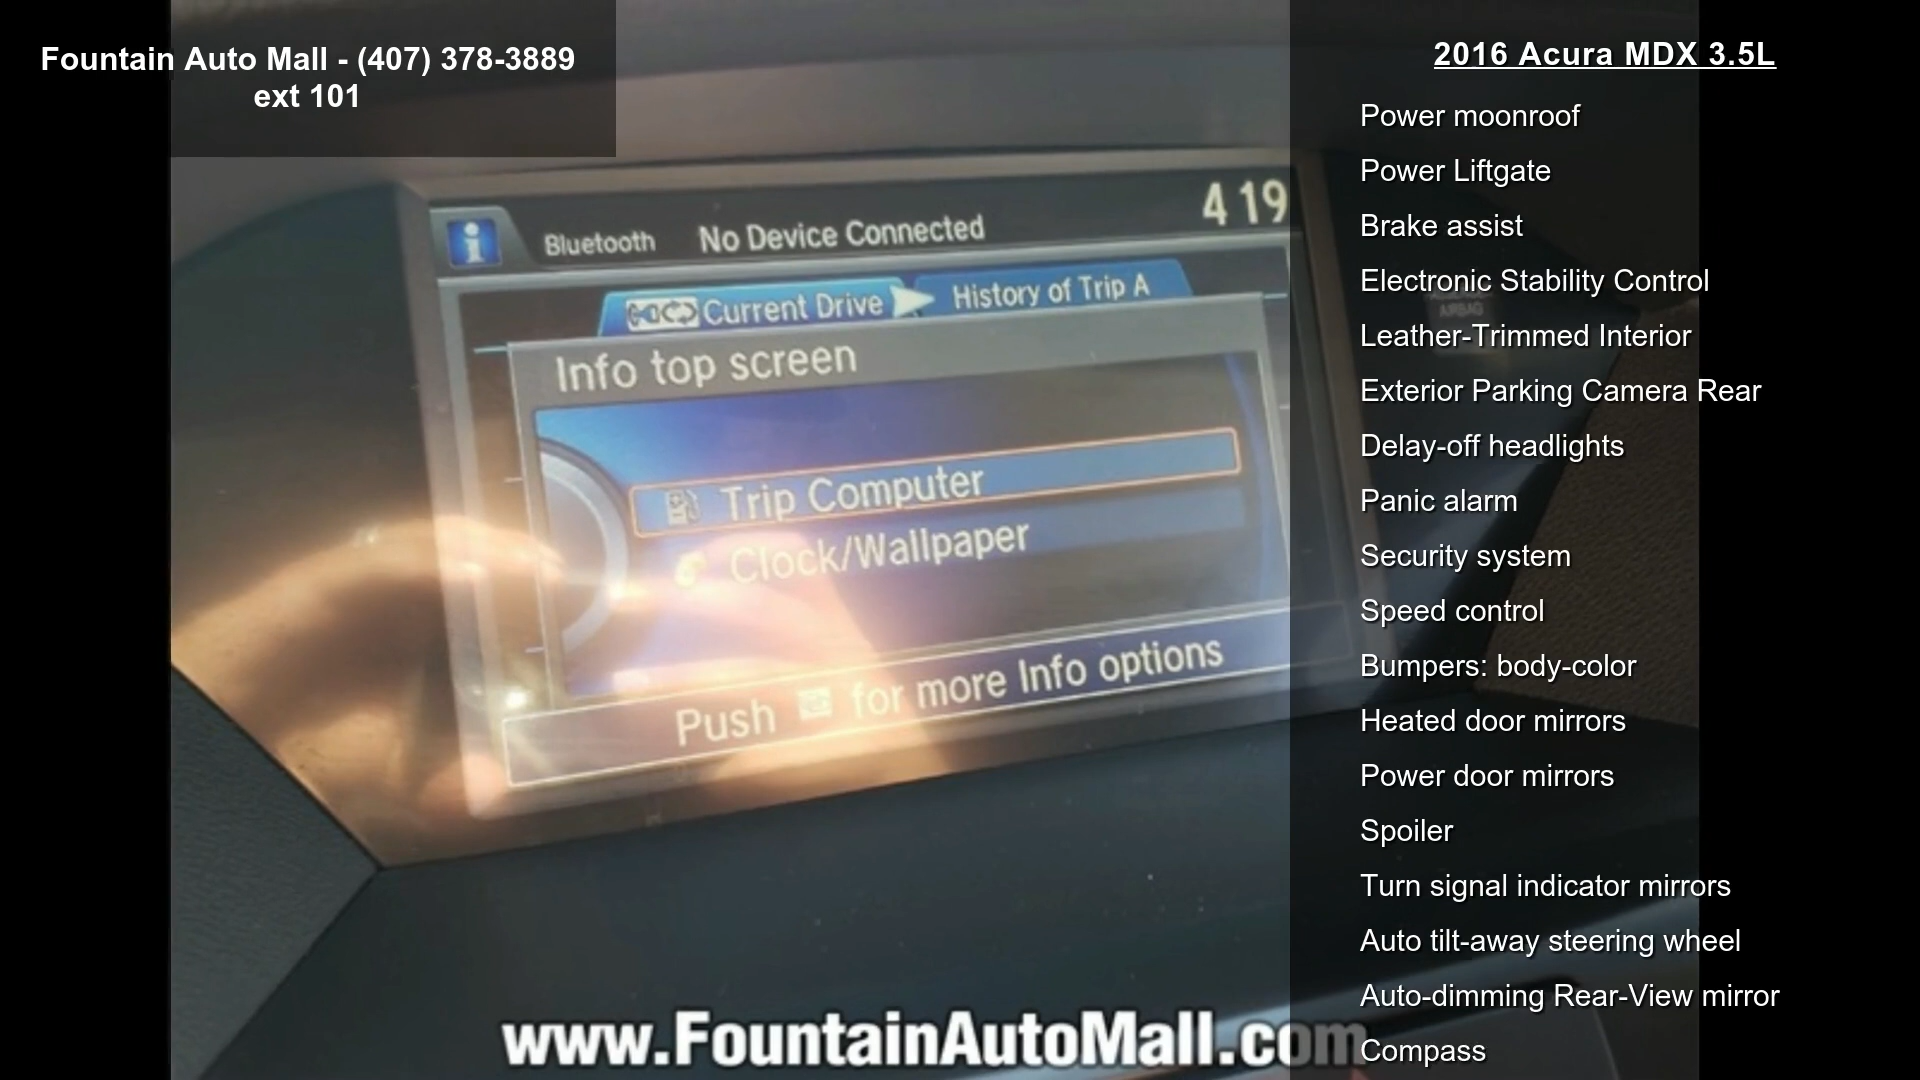 Fountain Auto Mall - (407) 378-3889
ext 101
2016 Acura MDX 3.5L
Power moonroof
Power Liftgate
Brake assist
Electronic Stability Control
Leather-Trimmed Interior
Exterior Parking Camera Rear
Delay-off headlights
Panic alarm
Security system
Speed control
Bumpers: body-color
Heated door mirrors
Power door mirrors
Spoiler
Turn signal indicator mirrors
Auto tilt-away steering wheel
Auto-dimming Rear-View mirror
Compass
i Bluetooth No Device Connected 4 19
Current Drive History of Trip A
Info top screen
Trip Computer
Clock/Wallpaper
Push for more Info options
AIRBAG
www.FountainAutoMall.com